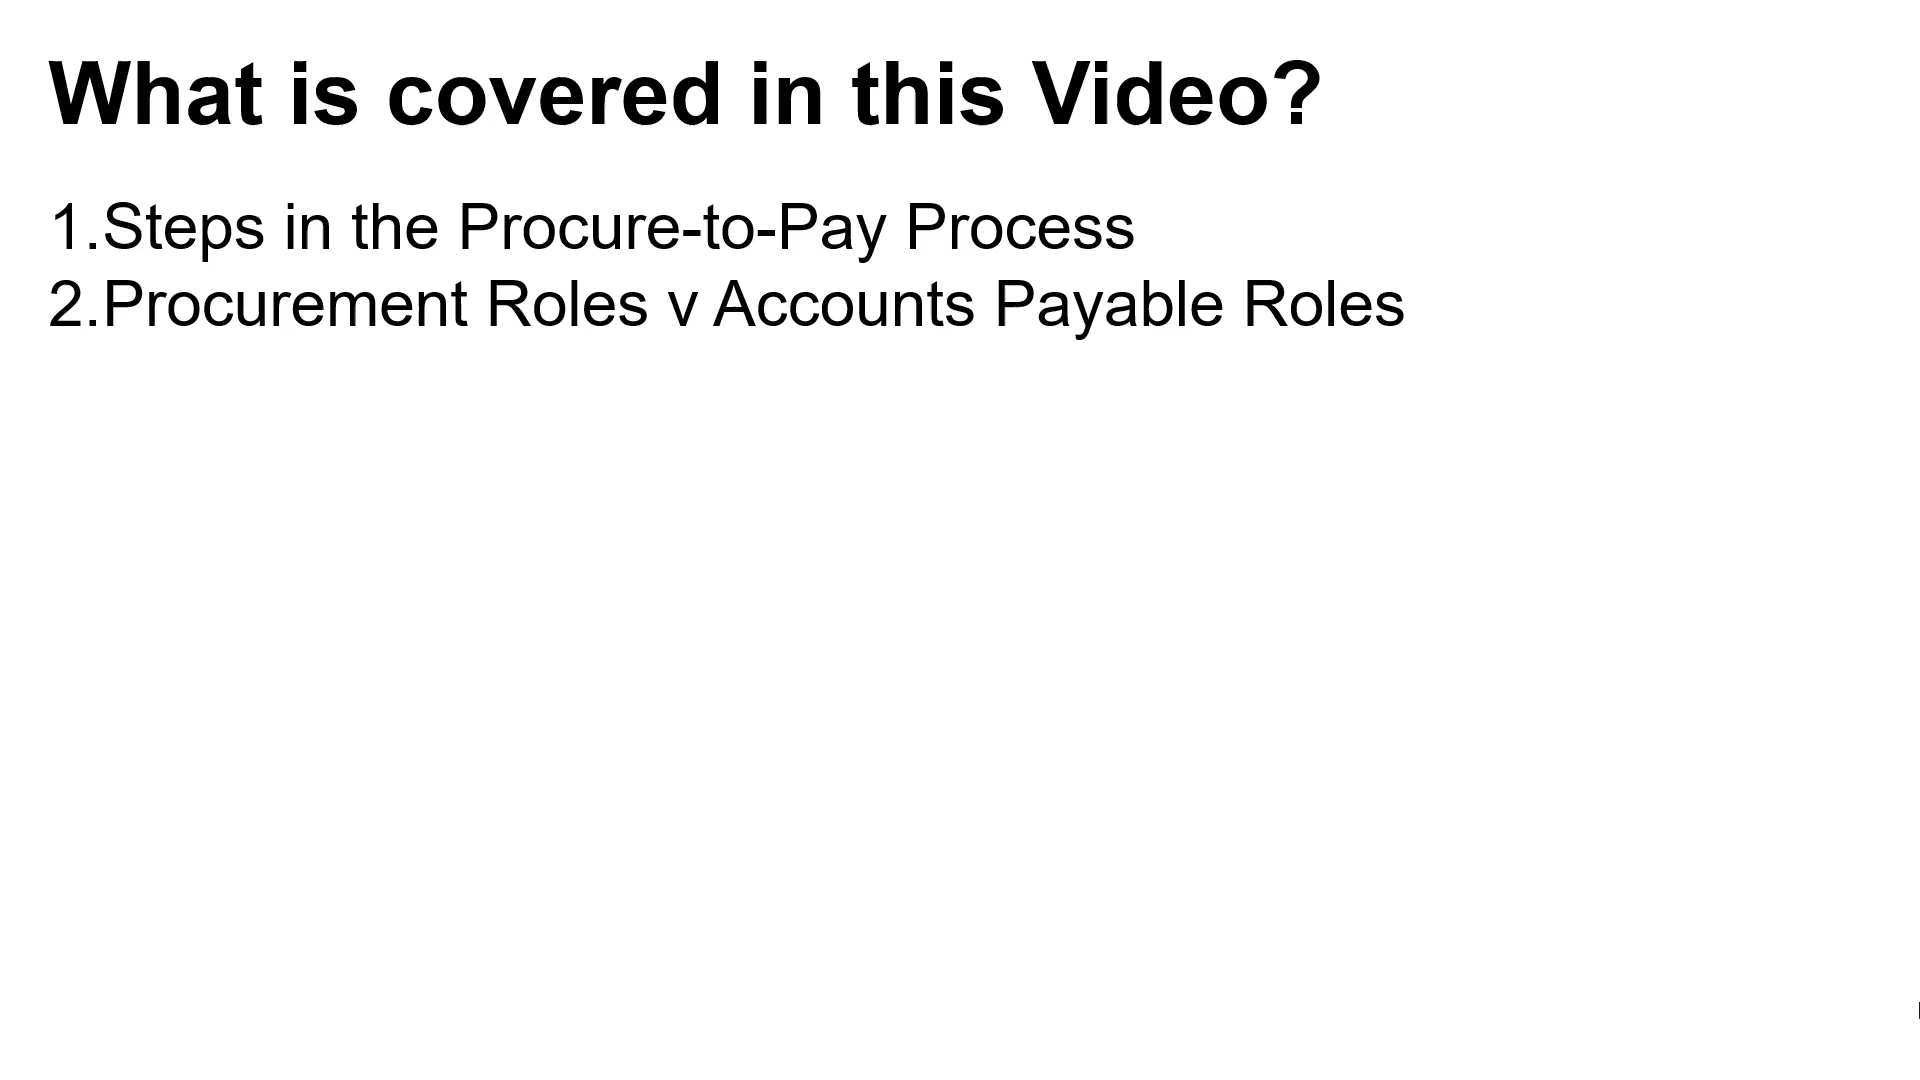 What is covered in this Video?
1.Steps in the Procure-to-Pay Process
2.Procurement Roles v Accounts Payable Roles